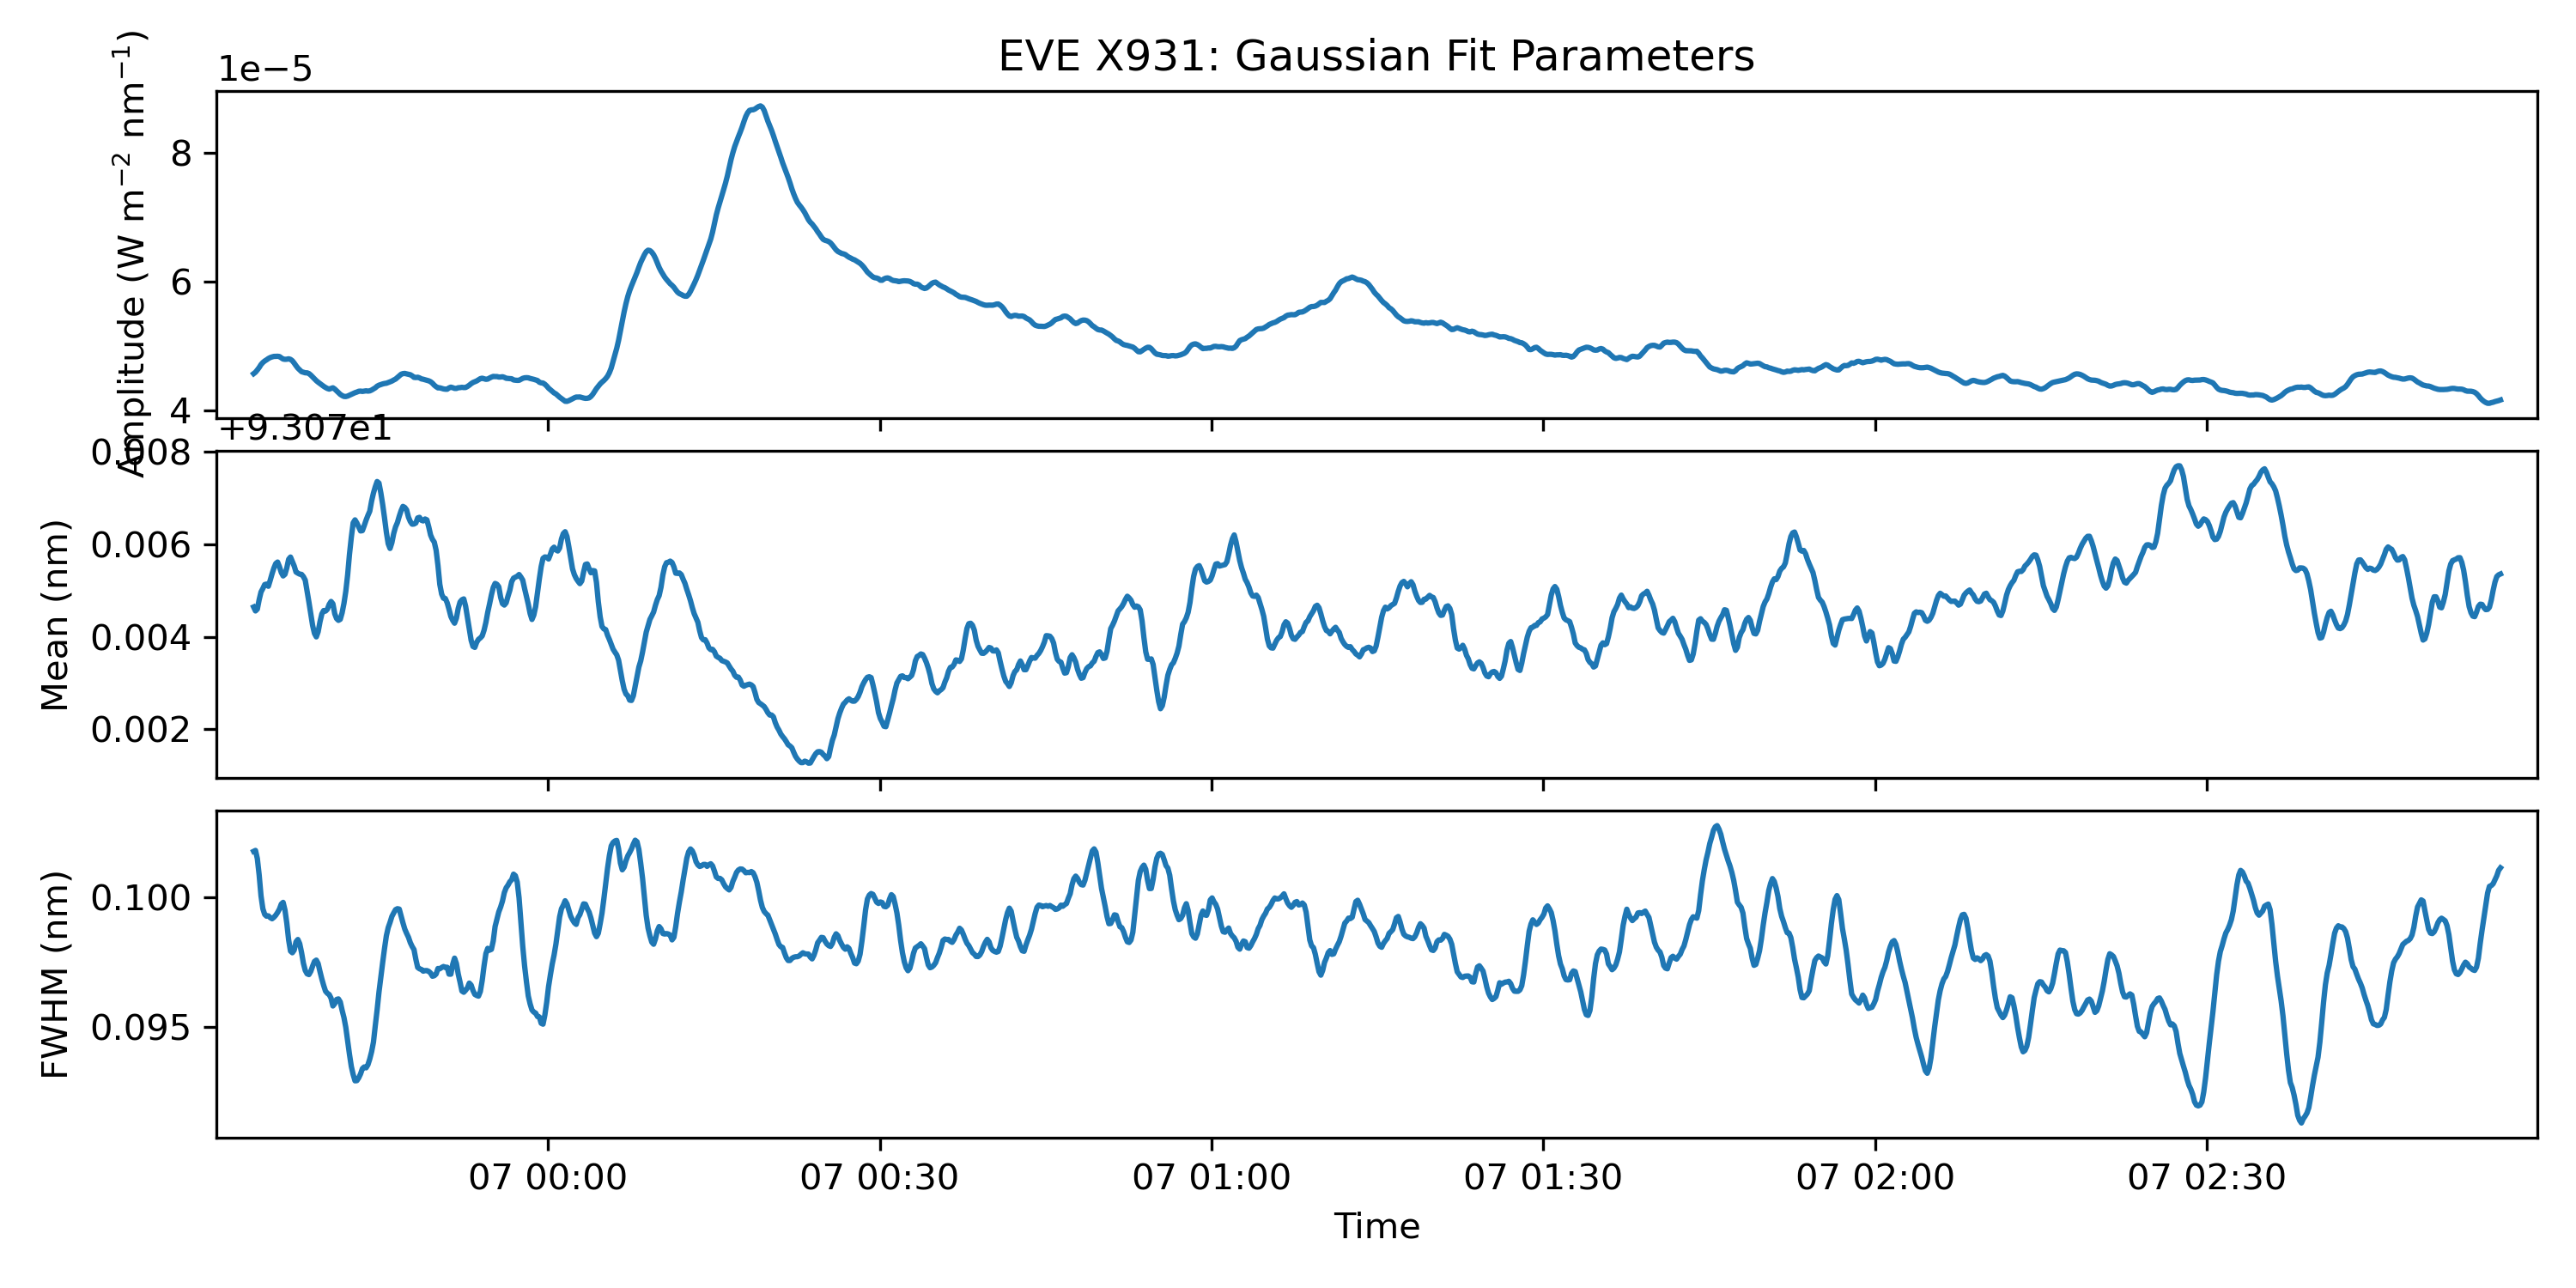 EVE X931: Gaussian Fit Parameters
1e−5
Amplitude (W m⁻² nm⁻¹)
8
6
4
+9.307e1
Mean (nm)
0.008
0.006
0.004
0.002
FWHM (nm)
0.100
0.095
07 00:00 07 00:30 07 01:00 07 01:30 07 02:00 07 02:30
Time